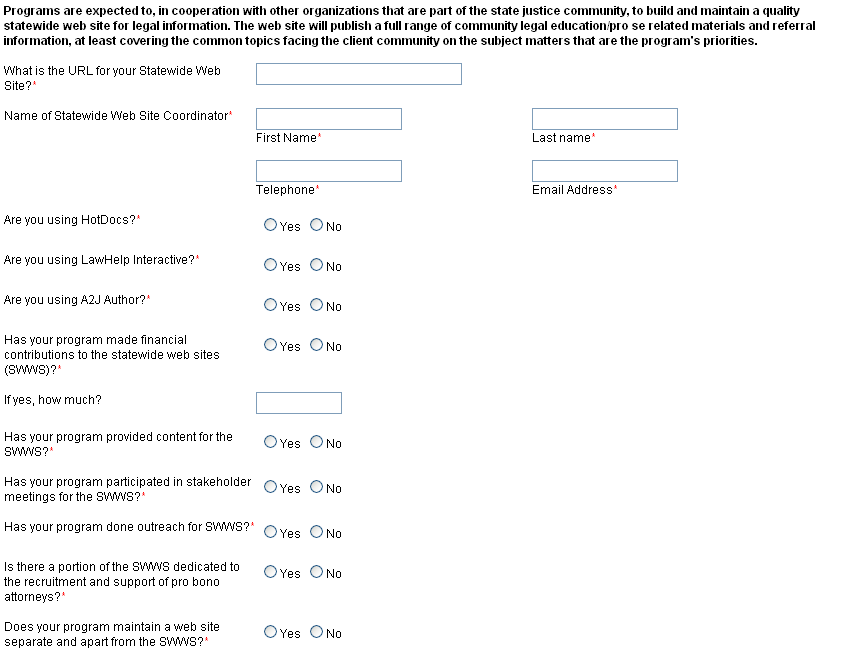 Programs are expected to, in cooperation with other organizations that are part of the state justice community, to build and maintain a quality
statewide web site for legal information. The web site will publish a full range of community legal education/pro se related materials and referral
information, at least covering the common topics facing the client community on the subject matters that are the program's priorities.
What is the URL for your Statewide Web
Site?*
Name of Statewide Web Site Coordinator*
First Name* Last name*
Telephone* Email Address*
Are you using HotDocs?* Yes No
Are you using LawHelp Interactive?* Yes No
Are you using A2J Author?* Yes No
Has your program made financial
contributions to the statewide web sites Yes No
(SWWS)?*
If yes, how much?
Has your program provided content for the
SWWS?* Yes No
Has your program participated in stakeholder
meetings for the SWWS?* Yes No
Has your program done outreach for SWWS?* Yes No
Is there a portion of the SWWS dedicated to
the recruitment and support of pro bono Yes No
attorneys?*
Does your program maintain a web site
separate and apart from the SWWS?* Yes No